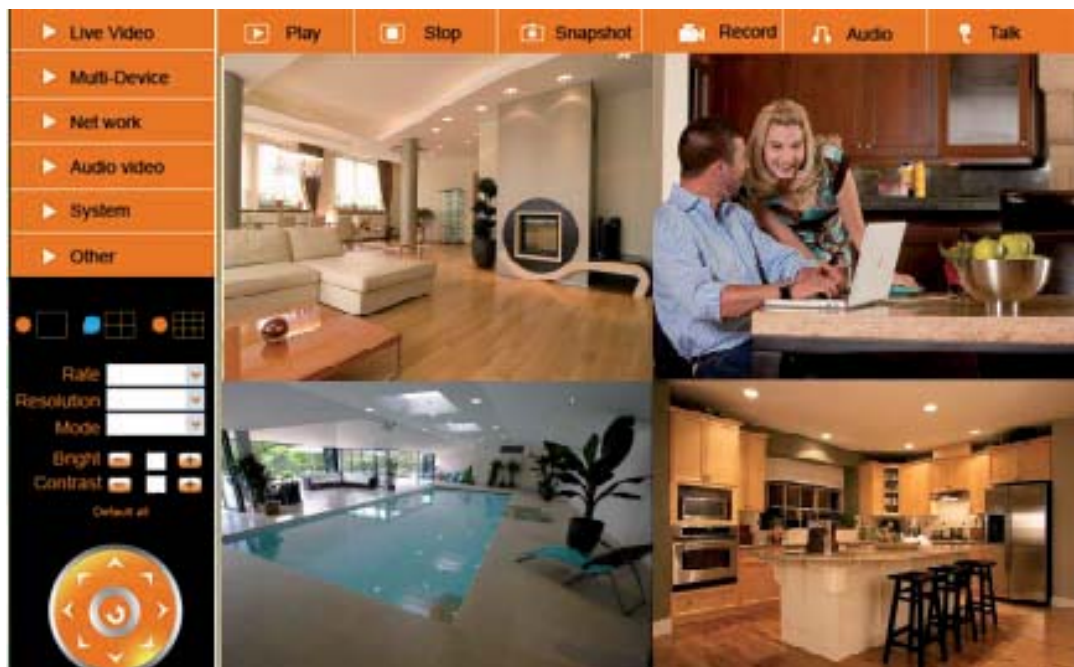 Live Video
Multi-Device
Net work
Audio video
System
Other
Play
Stop
Snapshot
Record
Audio
Talk
Rate
Resolution
Mode
Bright
Contrast
Default all